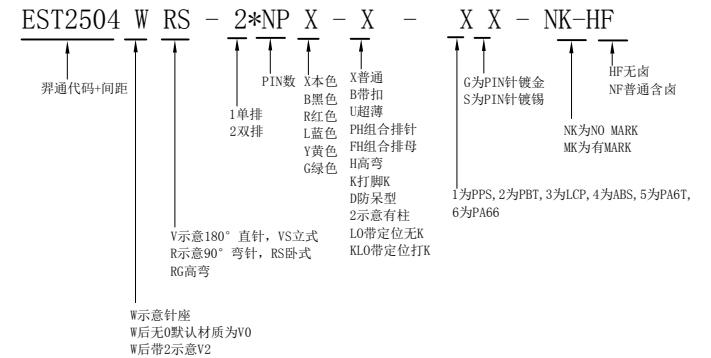 EST2504 W RS - 2*NP X - X - X X - NK-HF
羿通代码+间距
PIN数
1单排
2双排
X本色
B黑色
R红色
L蓝色
Y黄色
G绿色
X普通
B带扣
U超薄
PH组合排针
FH组合排母
H高弯
K打脚K
D防呆型
2示意有柱
LO带定位无K
KLO带定位打K
G为PIN针镀金
S为PIN针镀锡
HF无卤
NF普通含卤
NK为NO MARK
MK为有MARK
1为PPS,2为PBT,3为LCP,4为ABS,5为PA6T,
6为PA66
V示意180°直针, VS立式
R示意90°弯针, RS卧式
RG高弯
W示意针座
W后无0默认材质为V0
W后带2示意V2